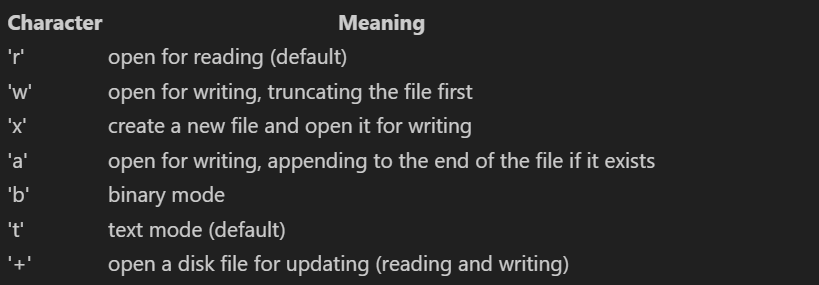 Character Meaning
'r' open for reading (default)
'w' open for writing, truncating the file first
'x' create a new file and open it for writing
'a' open for writing, appending to the end of the file if it exists
'b' binary mode
't' text mode (default)
'+' open a disk file for updating (reading and writing)